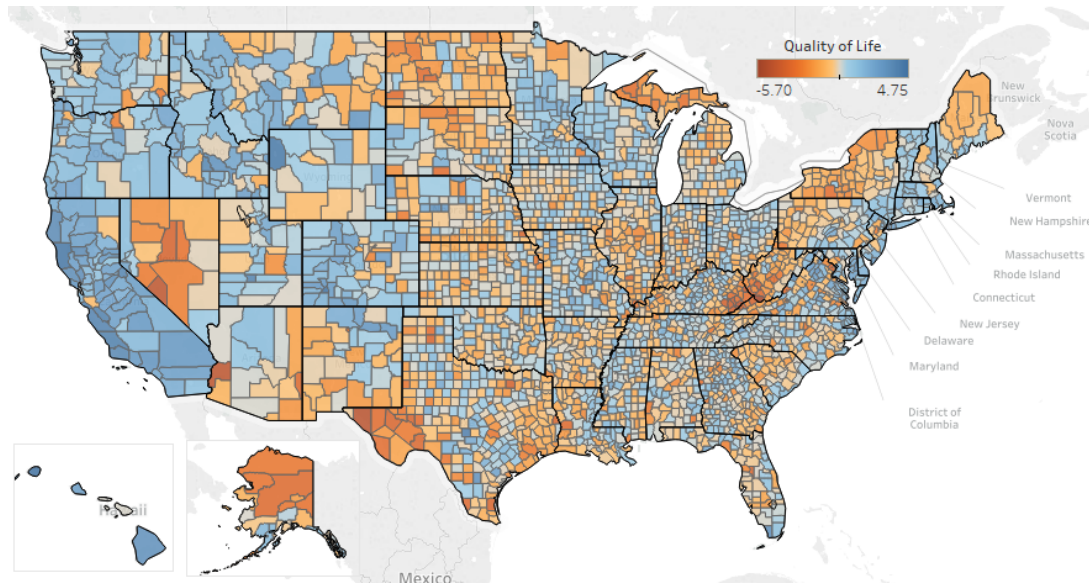 Quality of Life
-5.70 4.75
New
Brunswick
Nova
Scotia
Vermont
New Hampshire
Massachusetts
Rhode Island
Connecticut
New Jersey
Delaware
Maryland
District of
Columbia
Hawaii
Mexico